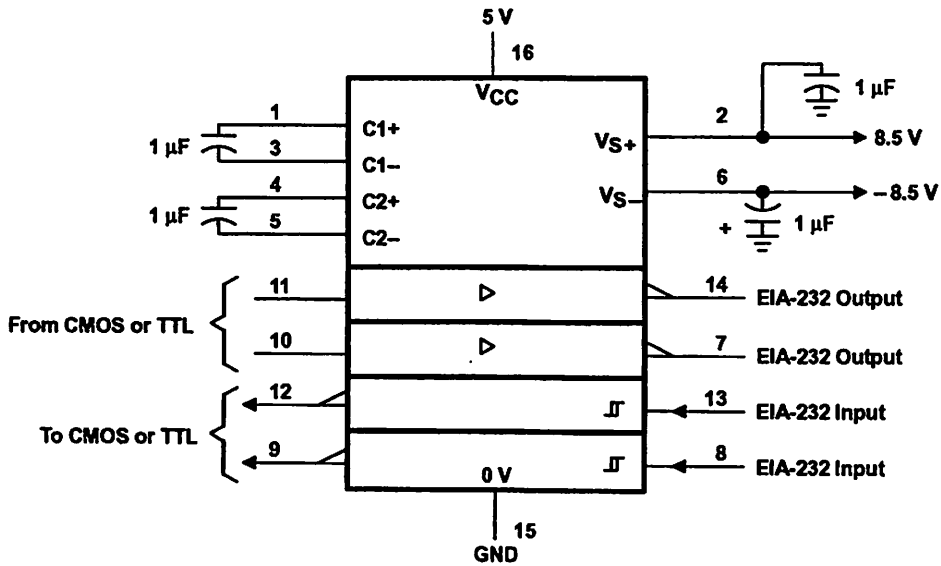 5 V
16
VCC
1
C1+
1 µF
3
C1–
4
C2+
1 µF
5
C2–
2
VS+
1 µF
8.5 V
6
VS–
– 8.5 V
+
1 µF
11
14
EIA-232 Output
From CMOS or TTL
10
7
EIA-232 Output
12
13
EIA-232 Input
To CMOS or TTL
9
8
EIA-232 Input
0 V
15
GND